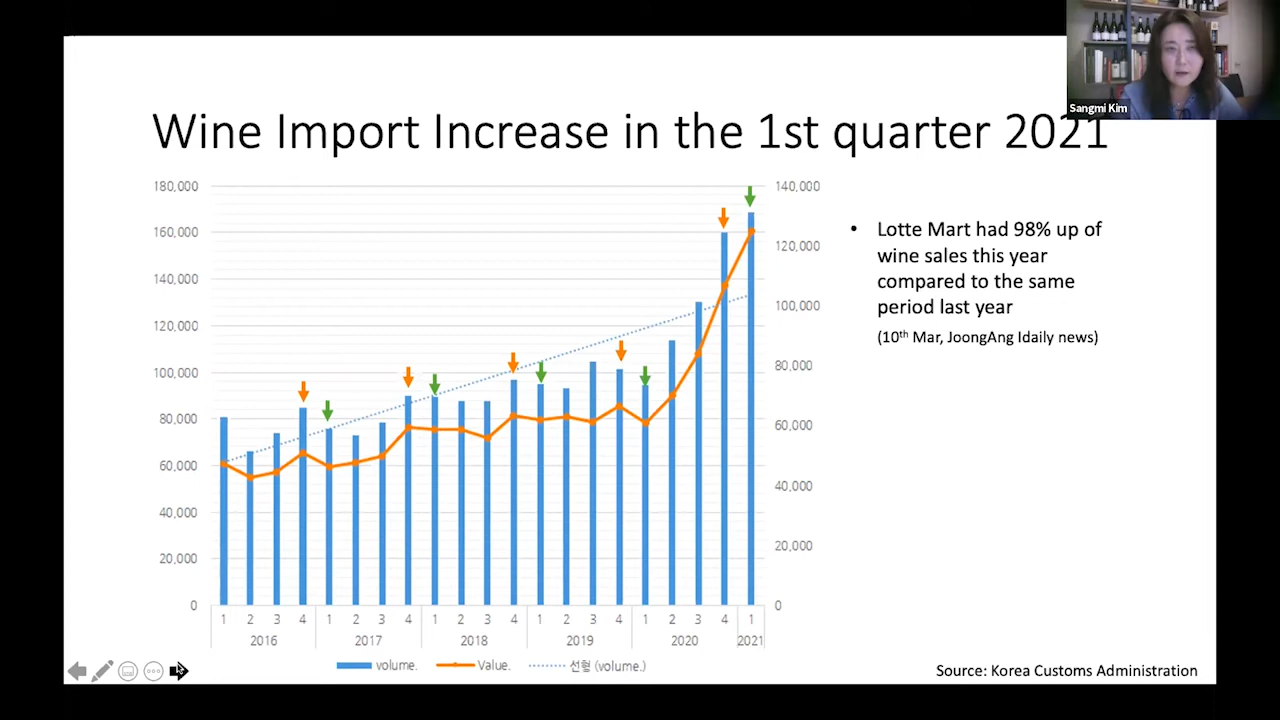 Sangmi Kim
Wine Import Increase in the 1st quarter 2021
180,000
160,000
140,000
120,000
100,000
80,000
60,000
40,000
20,000
0
140,000
120,000
100,000
80,000
60,000
40,000
20,000
0
1 2 3 4 1 2 3 4 1 2 3 4 1 2 3 4 1 2 3 4 1
2016 2017 2018 2019 2020 2021
volume. Value. 선형 (volume.)
• Lotte Mart had 98% up of
wine sales this year
compared to the same
period last year
(10th Mar, JoongAng Idaily news)
Source: Korea Customs Administration